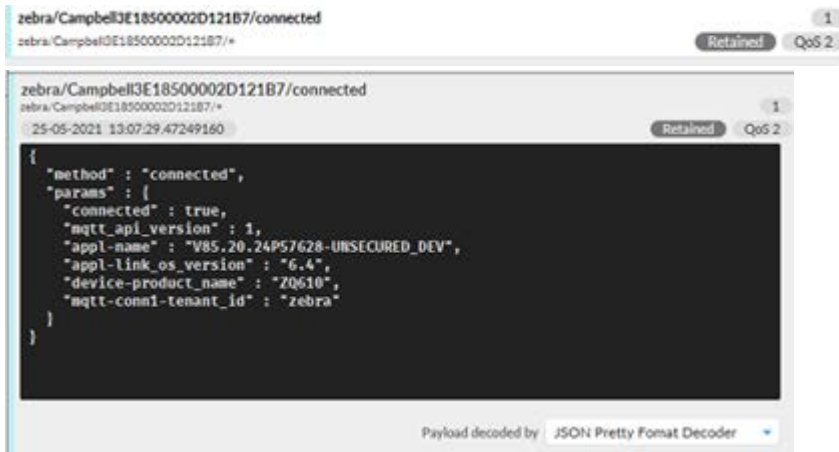 zebra/Campbell3E18500002D121B7/connected 1
zebra/Campbell3E18500002D121B7/+ Retained QoS 2
zebra/Campbell3E18500002D121B7/connected
zebra/Campbell3E18500002D121B7/+ 1
25-05-2021 13:07:29.47249160 Retained QoS 2
{
"method" : "connected",
"params" : {
"connected" : true,
"mqtt_api_version" : 1,
"appl-name" : "V85.20.24P57628-UNSECURED_DEV",
"appl-link_os_version" : "6.4",
"device-product_name" : "ZQ610",
"mqtt-conn1-tenant_id" : "zebra"
}
}
Payload decoded by JSON Pretty Fomat Decoder